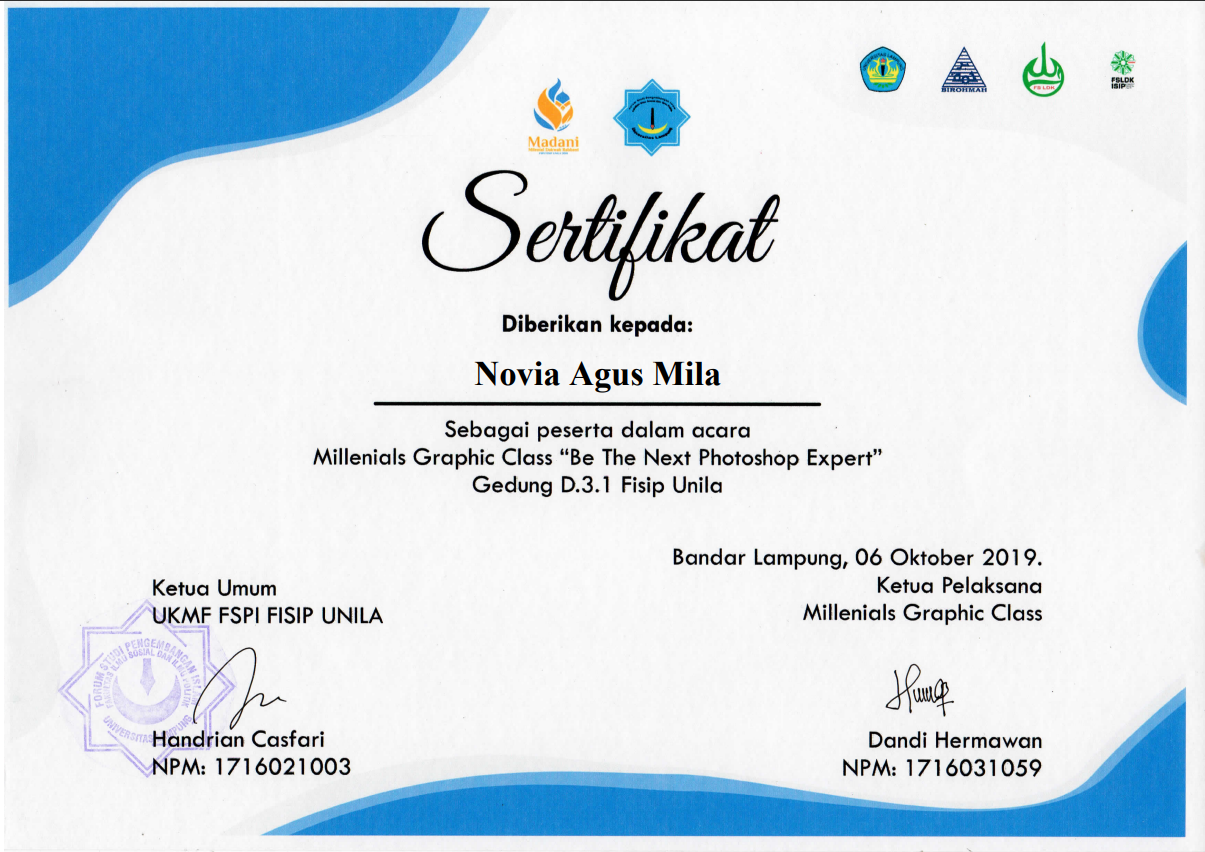 BIROHMAH
FSLDK
ISIP
Madani
Sertifikat
Diberikan kepada:
Novia Agus Mila
Sebagai peserta dalam acara
Millenials Graphic Class “Be The Next Photoshop Expert”
Gedung D.3.1 Fisip Unila
Bandar Lampung, 06 Oktober 2019.
Ketua Pelaksana
Millenials Graphic Class
Ketua Umum
UKMF FSPI FISIP UNILA
FORUM STUDI PENGEMBANGAN ISLAM
FAKULTAS ILMU SOSIAL DAN ILMU POLITIK
UNIVERSITAS LAMPUNG
Handrian Casfari
NPM: 1716021003
Dandi Hermawan
NPM: 1716031059